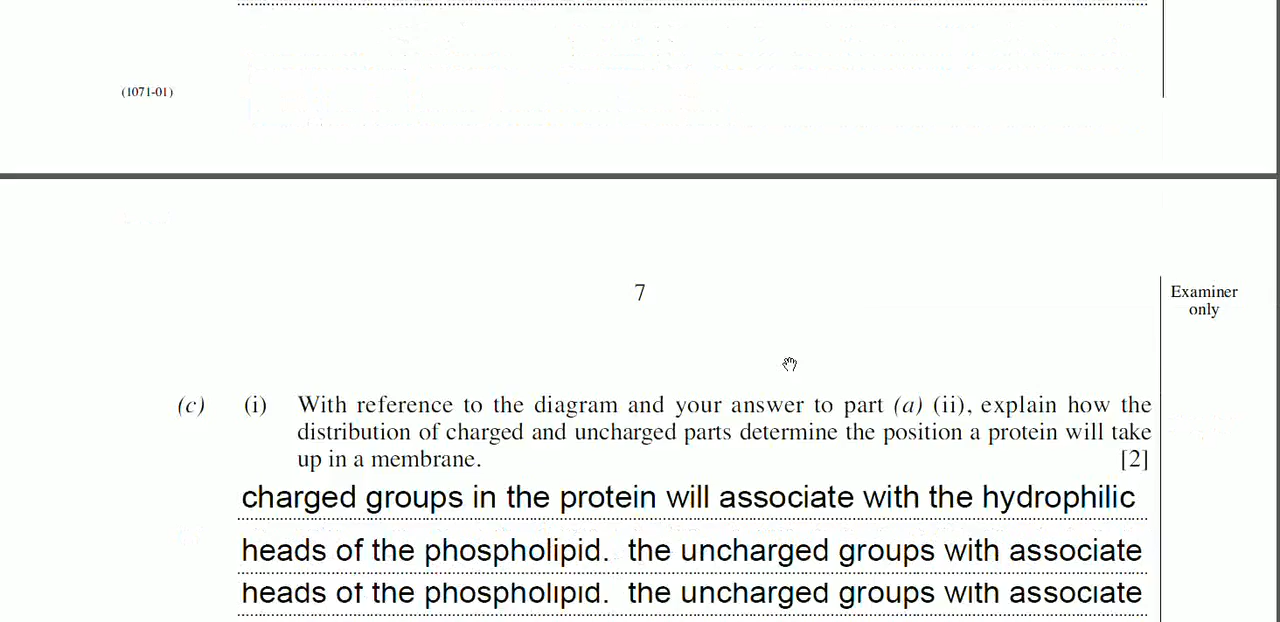 (1071-01)
7
Examiner
only
(c) (i) With reference to the diagram and your answer to part (a) (ii), explain how the
distribution of charged and uncharged parts determine the position a protein will take
up in a membrane. [2]
charged groups in the protein will associate with the hydrophilic
heads of the phospholipid. the uncharged groups with associate
heads of the phospholipid. the uncharged groups with associate